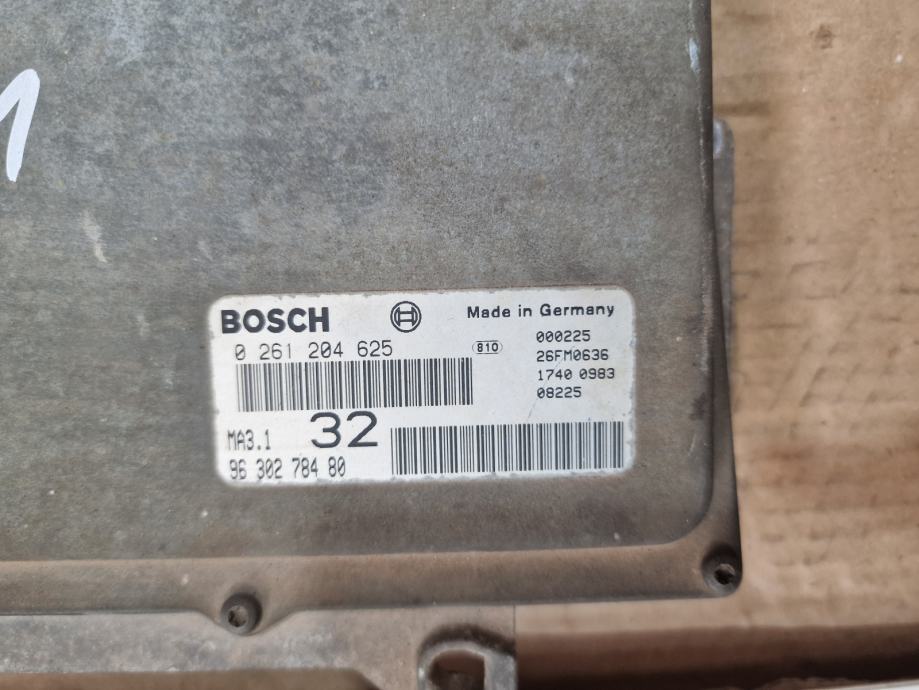 1
BOSCH Made in Germany
0 261 204 625 810 000225
26FM0636
1740 0983
08225
MA3.1 32
96 302 784 80